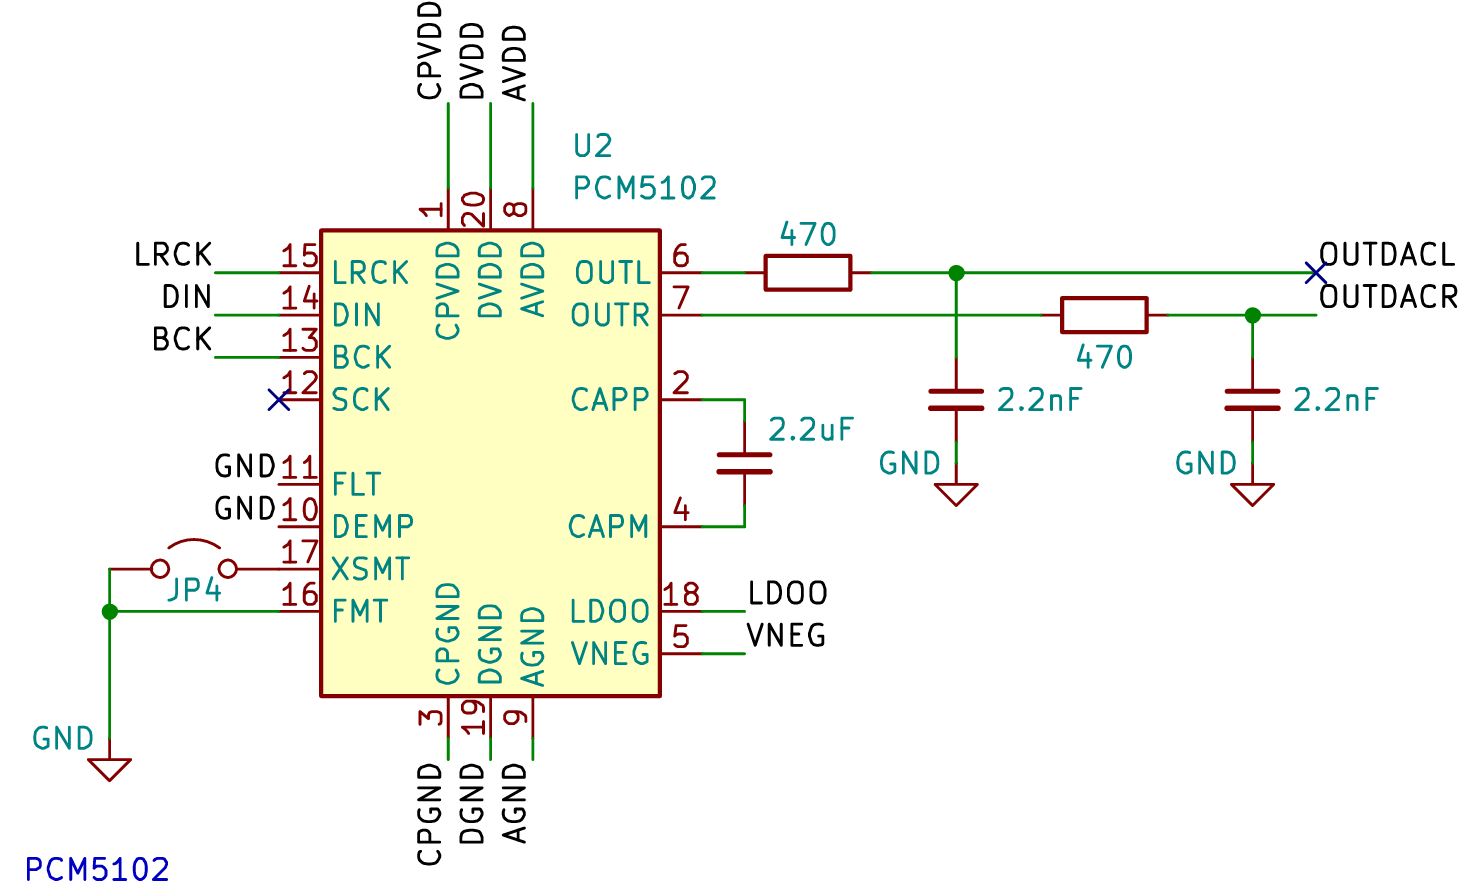 CPVDD
DVDD
AVDD
U2
PCM5102
1
20
8
LRCK
DIN
BCK
15
14
13
12
LRCK
DIN
BCK
SCK
CPVDD
DVDD
AVDD
OUTL
OUTR
6
7
470
470
OUTDACL
OUTDACR
CAPP
2
2.2uF
CAPM
4
2.2nF
2.2nF
GND
GND
GND
GND
11
10
17
16
FLT
DEMP
XSMT
FMT
JP4
CPGND
DGND
AGND
LDOO
VNEG
18
5
LDOO
VNEG
3
19
9
GND
CPGND
DGND
AGND
PCM5102